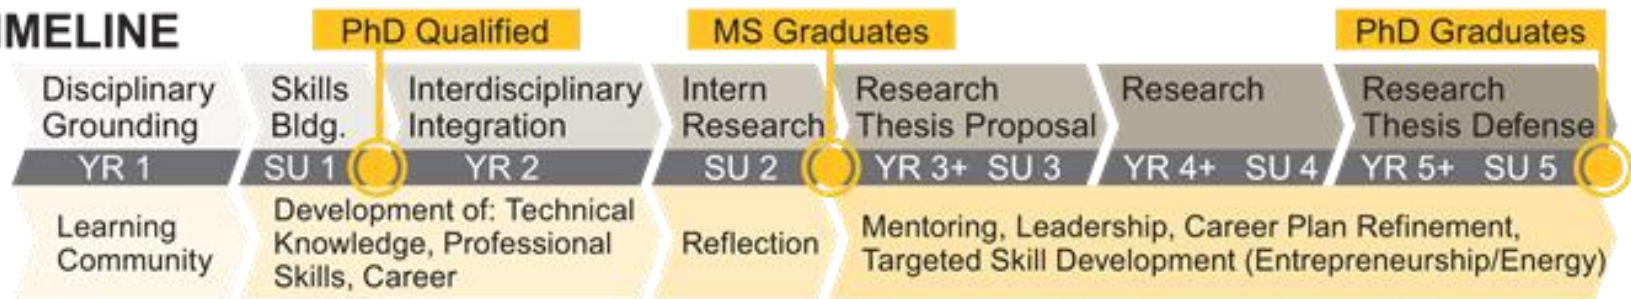 IMELINE
PhD Qualified
MS Graduates
PhD Graduates
Disciplinary
Grounding
Skills
Bldg.
Interdisciplinary
Integration
Intern
Research
Research
Thesis Proposal
Research
Research
Thesis Defense
YR 1
SU 1
YR 2
SU 2
YR 3+ SU 3
YR 4+ SU 4
YR 5+ SU 5
Learning
Community
Development of: Technical
Knowledge, Professional
Skills, Career
Reflection
Mentoring, Leadership, Career Plan Refinement,
Targeted Skill Development (Entrepreneurship/Energy)